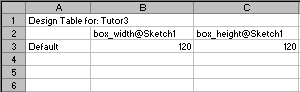 A B C
1 Design Table for: Tutor3
2 box_width@Sketch1 box_height@Sketch1
3 Default 120 120
4
5
6